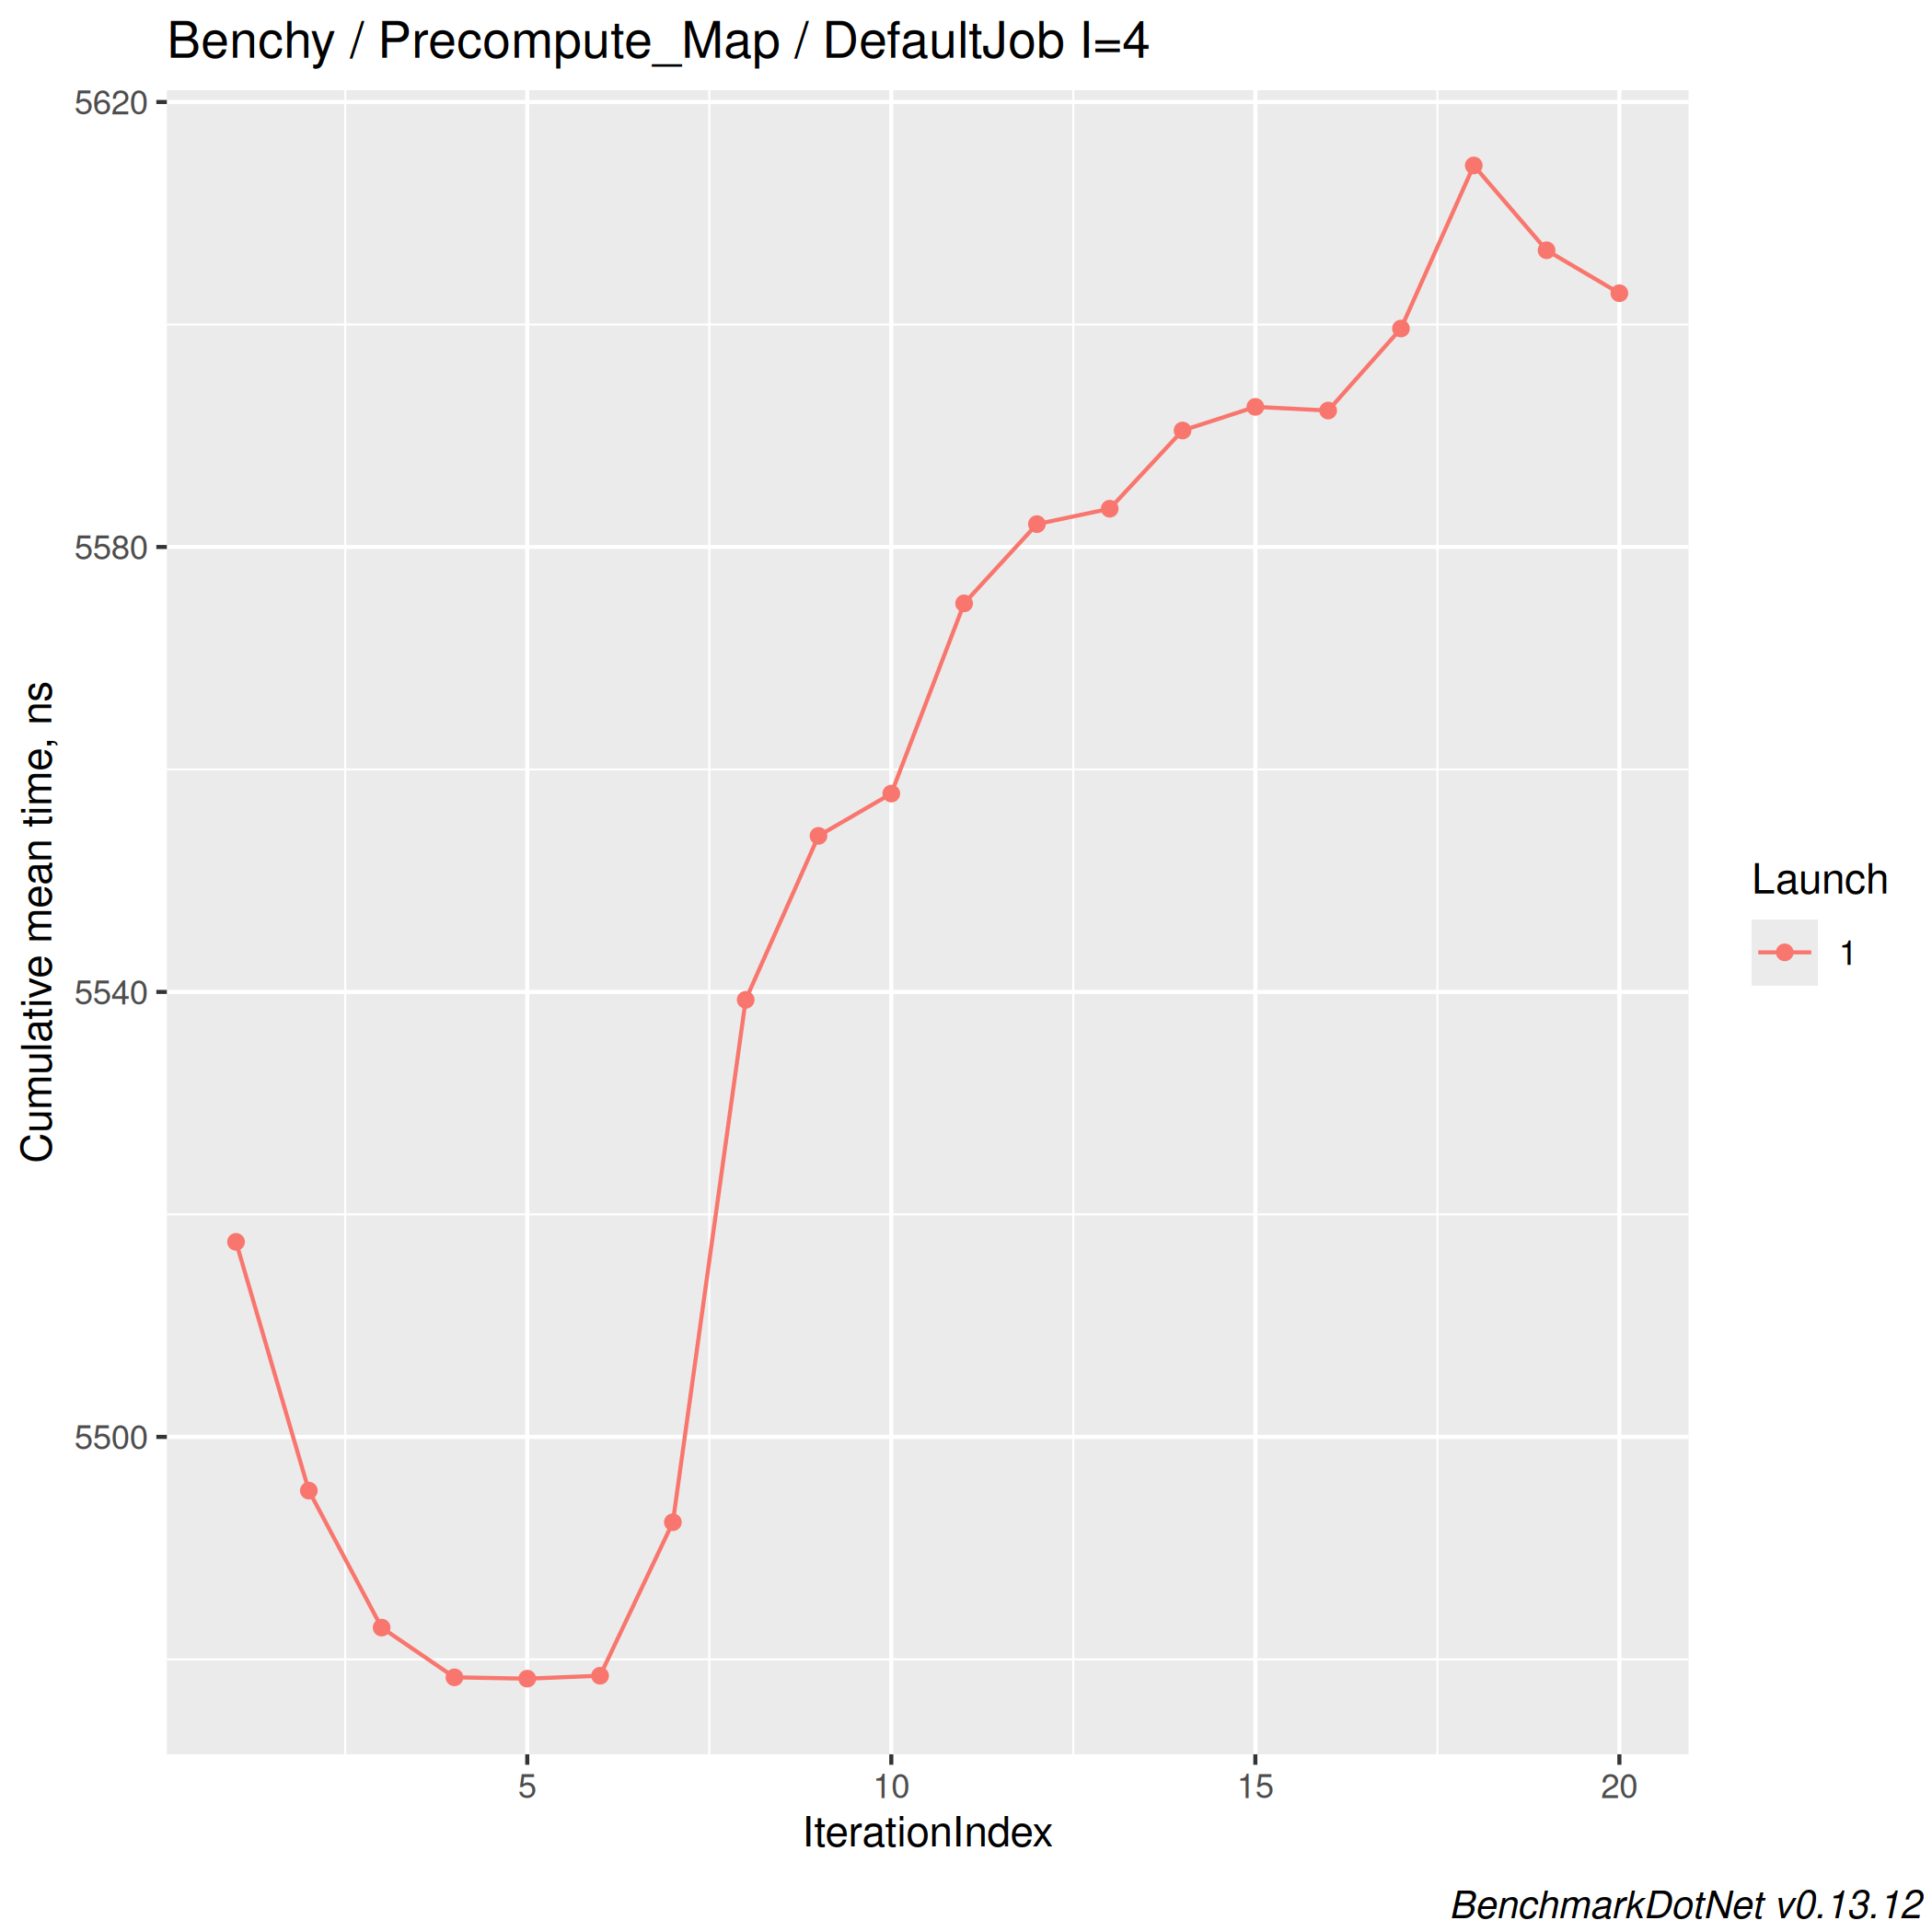 Benchy / Precompute_Map / DefaultJob I=4
5620
5580
5540
5500
Cumulative mean time, ns
5 10 15 20
IterationIndex
Launch
1
BenchmarkDotNet v0.13.12